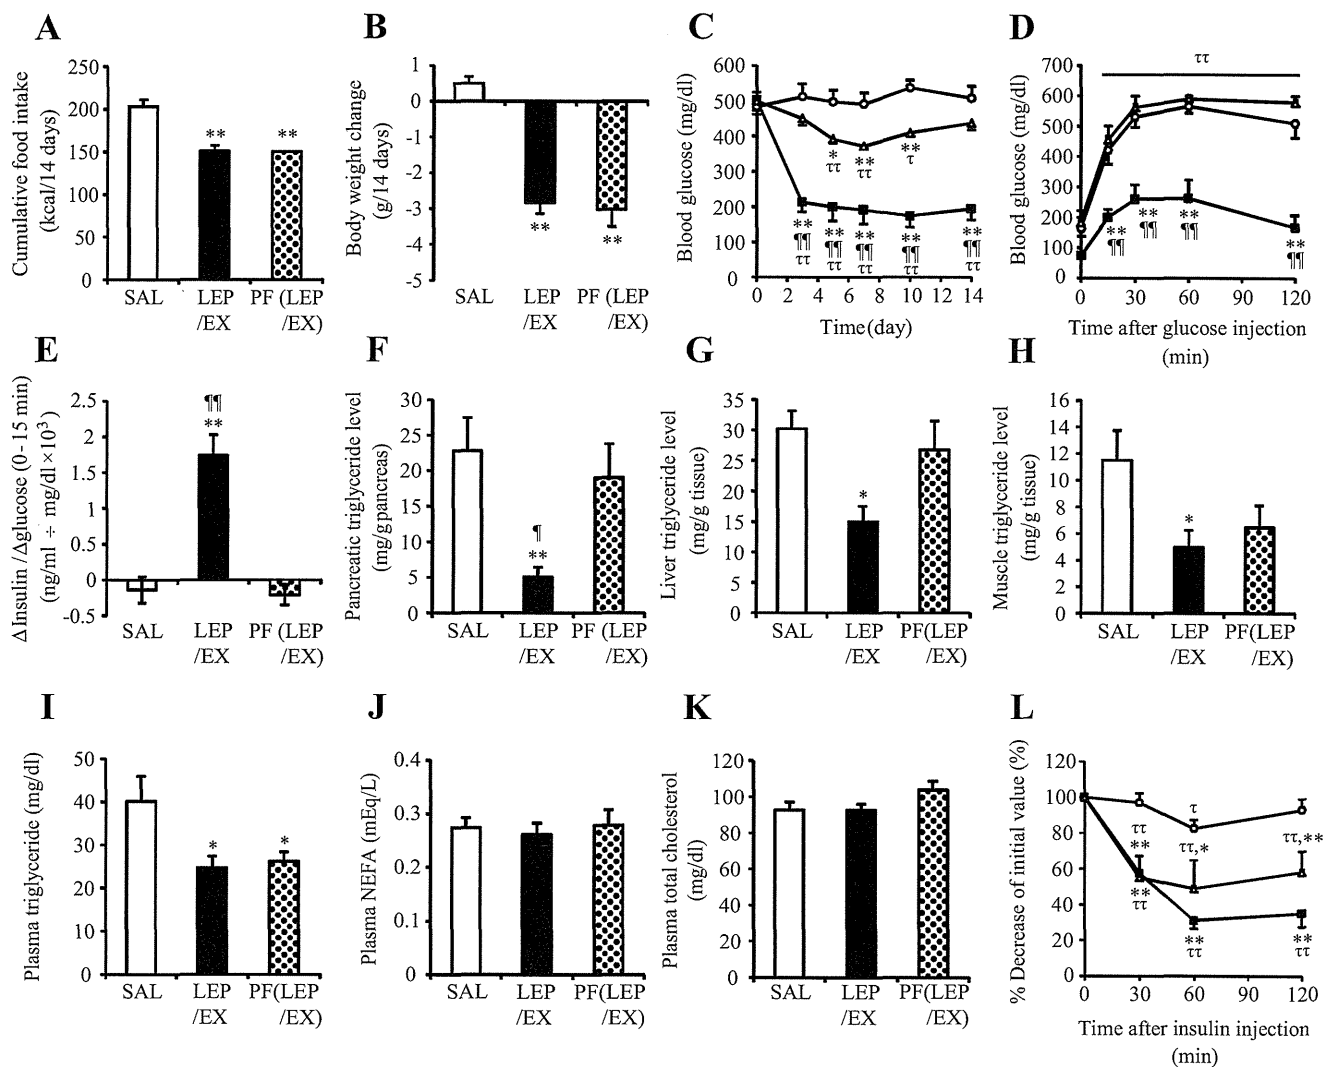 A
Cumulative food intake
(kcal/14 days)
250
200
150
100
50
0
** **
SAL LEP PF (LEP
/EX /EX)
B
Body weight change
(g/14 days)
1
0
-1
-2
-3
-4
-5
** **
SAL LEP PF (LEP
/EX /EX)
C
Blood glucose (mg/dl)
600
500
400
300
200
100
0
* ** **
ττ ττ τ
** ** ** ** **
¶¶ ¶¶ ¶¶ ¶¶ ¶¶
ττ ττ ττ ττ ττ
0 2 4 6 8 10 12 14
Time (day)
D
Blood glucose (mg/dl)
700
600
500
400
300
200
100
0
ττ
** ** ** **
¶¶ ¶¶ ¶¶ ¶¶
0 30 60 90 120
Time after glucose injection
(min)
E
ΔInsulin /Δglucose (0-15 min)
(ng/ml ÷ mg/dl ×10³)
2.5
2
1.5
1
0.5
0
-0.5
¶¶
**
SAL LEP PF (LEP
/EX /EX)
F
Pancreatic triglyceride level
(mg/g pancreas)
30
25
20
15
10
5
0
¶
**
SAL LEP PF (LEP
/EX /EX)
G
Liver triglyceride level
(mg/g tissue)
35
30
25
20
15
10
5
0
*
SAL LEP PF(LEP
/EX /EX)
H
Muscle triglyceride level
(mg/g tissue)
16
14
12
10
8
6
4
2
0
*
SAL LEP PF(LEP
/EX /EX)
I
Plasma triglyceride (mg/dl)
50
40
30
20
10
0
* *
SAL LEP PF(LEP
/EX /EX)
J
Plasma NEFA (mEq/L)
0.4
0.3
0.2
0.1
0
SAL LEP PF(LEP
/EX /EX)
K
Plasma total cholesterol
(mg/dl)
120
100
80
60
40
20
0
SAL LEP PF(LEP
/EX /EX)
L
% Decrease of initial value (%)
120
100
80
60
40
20
0
τ
ττ
** ττ,* ττ,**
**
ττ
** **
ττ ττ
0 30 60 90 120
Time after insulin injection
(min)